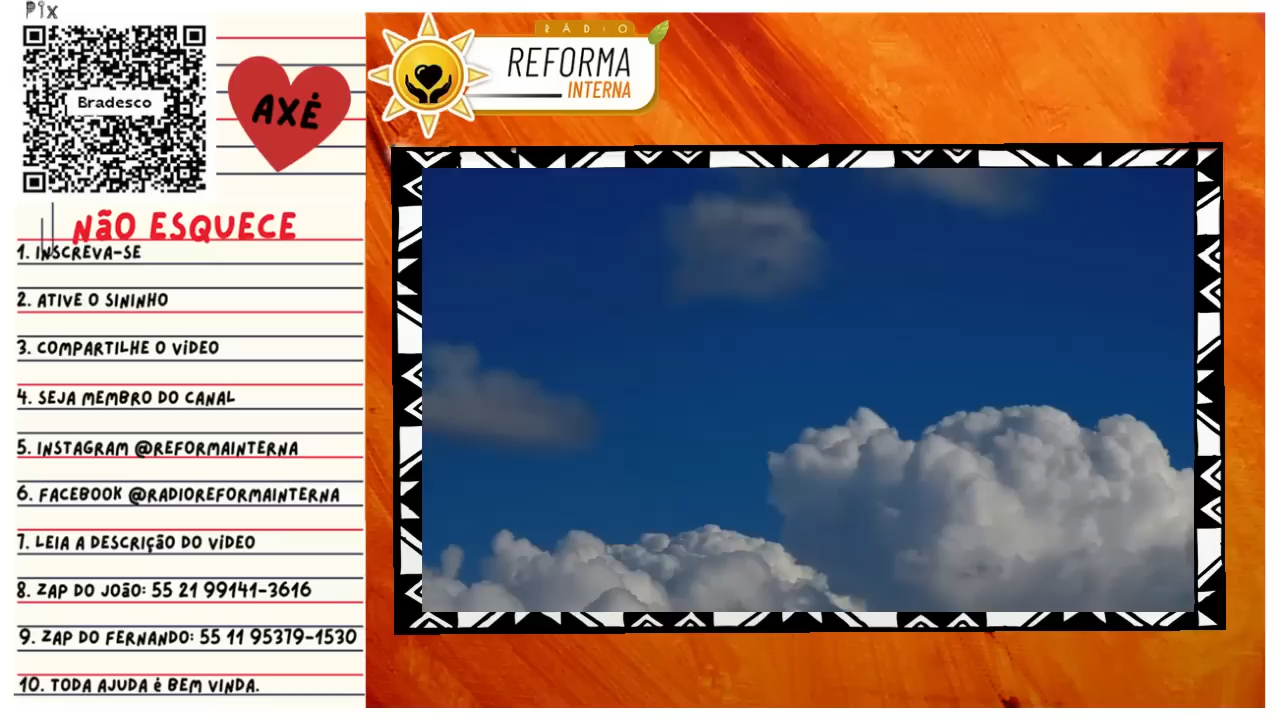 Pix
Bradesco
AXÉ
NÃO ESQUECE
1. INSCREVA-SE
2. ATIVE O SININHO
3. COMPARTILHE O VÍDEO
4. SEJA MEMBRO DO CANAL
5. INSTAGRAM @REFORMAINTERNA
6. FACEBOOK @RADIOREFORMAINTERNA
7. LEIA A DESCRIÇÃO DO VÍDEO
8. ZAP DO JOÃO: 55 21 99141-3616
9. ZAP DO FERNANDO: 55 11 95379-1530
10. TODA AJUDA É BEM VINDA.
RÁDIO
REFORMA
INTERNA